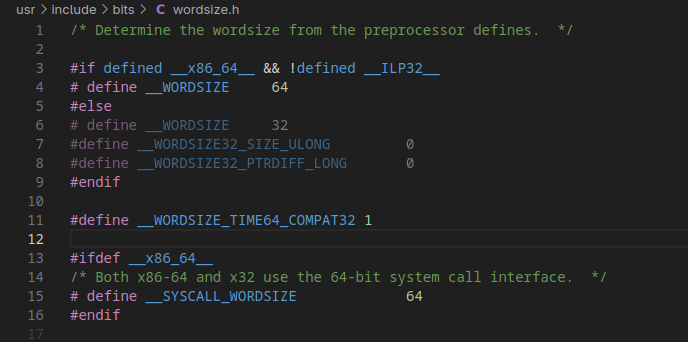 usr › include › bits › C wordsize.h
1 /* Determine the wordsize from the preprocessor defines.  */
2
3 #if defined __x86_64__ && !defined __ILP32__
4 # define __WORDSIZE     64
5 #else
6 # define __WORDSIZE     32
7 #define __WORDSIZE32_SIZE_ULONG         0
8 #define __WORDSIZE32_PTRDIFF_LONG       0
9 #endif
10
11 #define __WORDSIZE_TIME64_COMPAT32 1
12
13 #ifdef __x86_64__
14 /* Both x86-64 and x32 use the 64-bit system call interface.  */
15 # define __SYSCALL_WORDSIZE             64
16 #endif
17